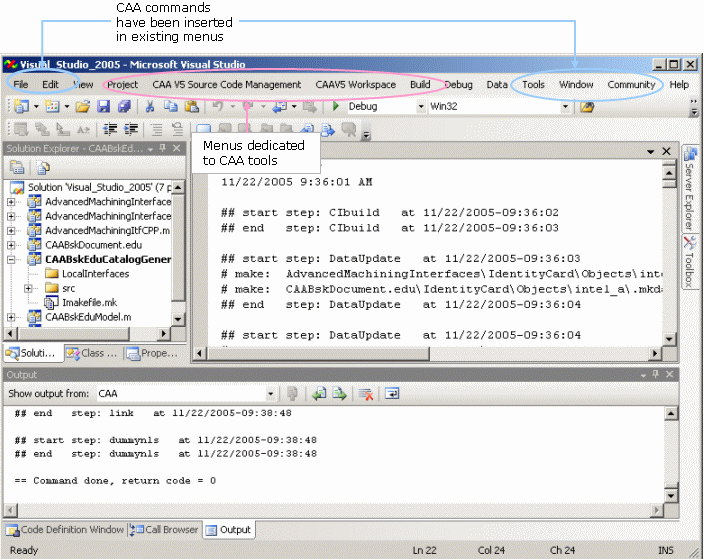 CAA commands
have been inserted
in existing menus
Visual_Studio_2005 - Microsoft Visual Studio
File Edit View Project CAA V5 Source Code Management CAAV5 Workspace Build Debug Data Tools Window Community Help
Debug Win32
Menus dedicated
to CAA tools
Solution Explorer - CAABskEd...
Solution 'Visual_Studio_2005' (7 p
AdvancedMachiningInterface
AdvancedMachiningInterface
AdvancedMachiningItfCPP.m
CAABskDocument.edu
CAABskEduCatalogGener
LocalInterfaces
src
Imakefile.mk
CAABskEduModel.m
Soluti... Class ... Prope...
11/22/2005 9:36:01 AM
## start step: CIbuild at 11/22/2005-09:36:02
## end step: CIbuild at 11/22/2005-09:36:03
## start step: DataUpdate at 11/22/2005-09:36:03
# make: AdvancedMachiningInterfaces\IdentityCard\Objects\inte
# make: CAABskDocument.edu\IdentityCard\Objects\intel_a\.mkda
## end step: DataUpdate at 11/22/2005-09:36:04
## start step: DataUpdate at 11/22/2005-09:36:04
Server Explorer
Toolbox
Output
Show output from: CAA
## end step: link at 11/22/2005-09:38:48
## start step: dummynls at 11/22/2005-09:38:48
## end step: dummynls at 11/22/2005-09:38:48
== Command done, return code = 0
Code Definition Window Call Browser Output
Ready Ln 22 Col 24 Ch 24 INS